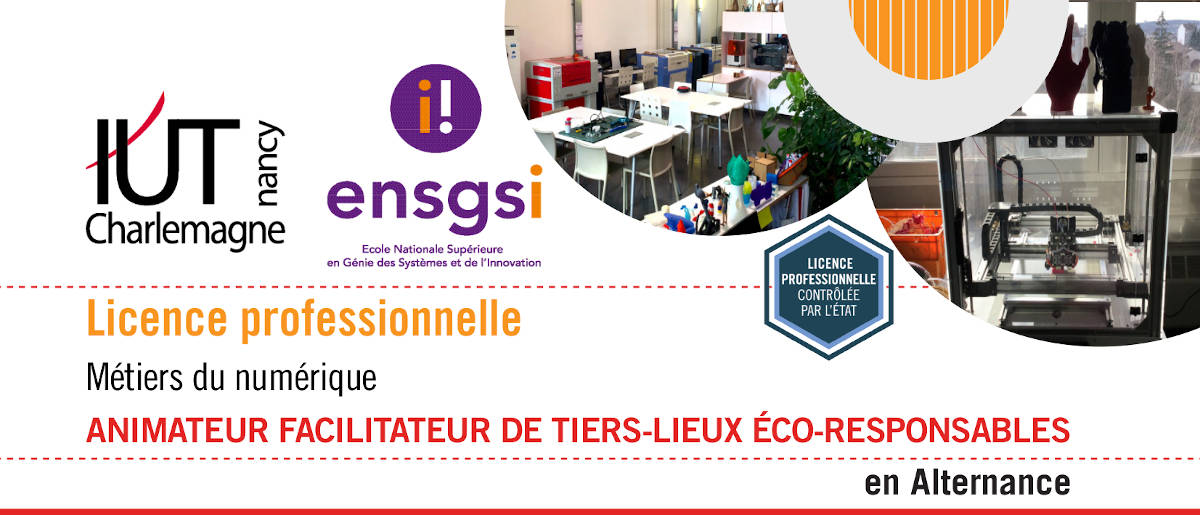 IUT nancy
Charlemagne
i!
ensgsi
Ecole Nationale Supérieure
en Génie des Systèmes et de l'Innovation
LICENCE
PROFESSIONNELLE
CONTRÔLÉE
PAR L'ÉTAT
Licence professionnelle
Métiers du numérique
ANIMATEUR FACILITATEUR DE TIERS-LIEUX ÉCO-RESPONSABLES
en Alternance